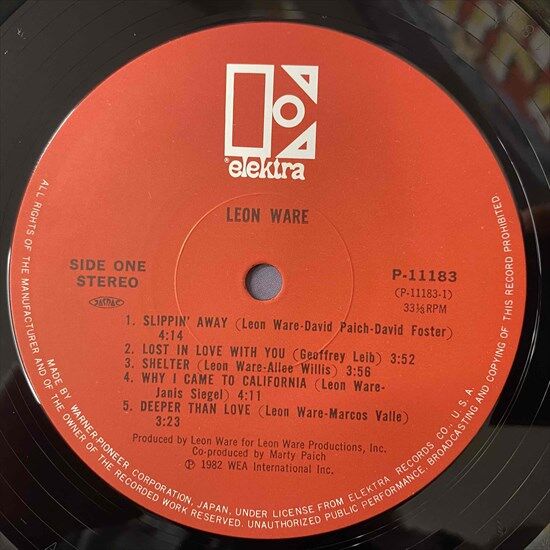 elektra
LEON WARE
SIDE ONE
STEREO
JASRAC
P-11183
(P-11183-1)
33⅓ RPM
1. SLIPPIN' AWAY (Leon Ware-David Paich-David Foster)
4:14
2. LOST IN LOVE WITH YOU (Geoffrey Leib) 3:52
3. SHELTER (Leon Ware-Allee Willis) 3:56
4. WHY I CAME TO CALIFORNIA (Leon Ware-
Janis Siegel) 4:11
5. DEEPER THAN LOVE (Leon Ware-Marcos Valle)
3:23
Produced by Leon Ware for Leon Ware Productions, Inc.
Co-produced by Marty Paich
℗ 1982 WEA International Inc.
MADE BY WARNER-PIONEER CORPORATION, JAPAN, UNDER LICENSE FROM ELEKTRA RECORDS CO., U.S.A.
ALL RIGHTS OF THE MANUFACTURER AND OF THE OWNER OF THE RECORDED WORK RESERVED. UNAUTHORIZED PUBLIC PERFORMANCE, BROADCASTING AND COPYING OF THIS RECORD PROHIBITED